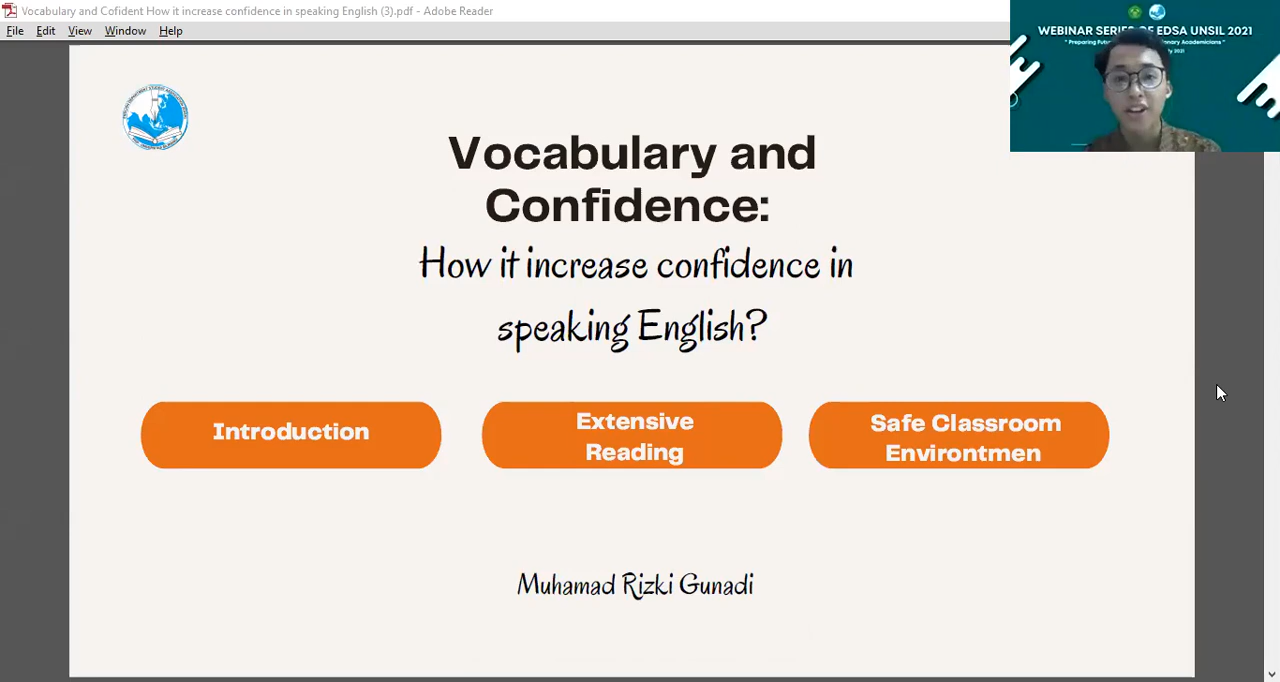 Vocabulary and Cofident How it increase confidence in speaking English (3).pdf - Adobe Reader
File Edit View Window Help
WEBINAR SERIES OF EDSA UNSIL 2021
Vocabulary and
Confidence:
How it increase confidence in
speaking English?
Introduction
Extensive
Reading
Safe Classroom
Environtmen
Muhamad Rizki Gunadi